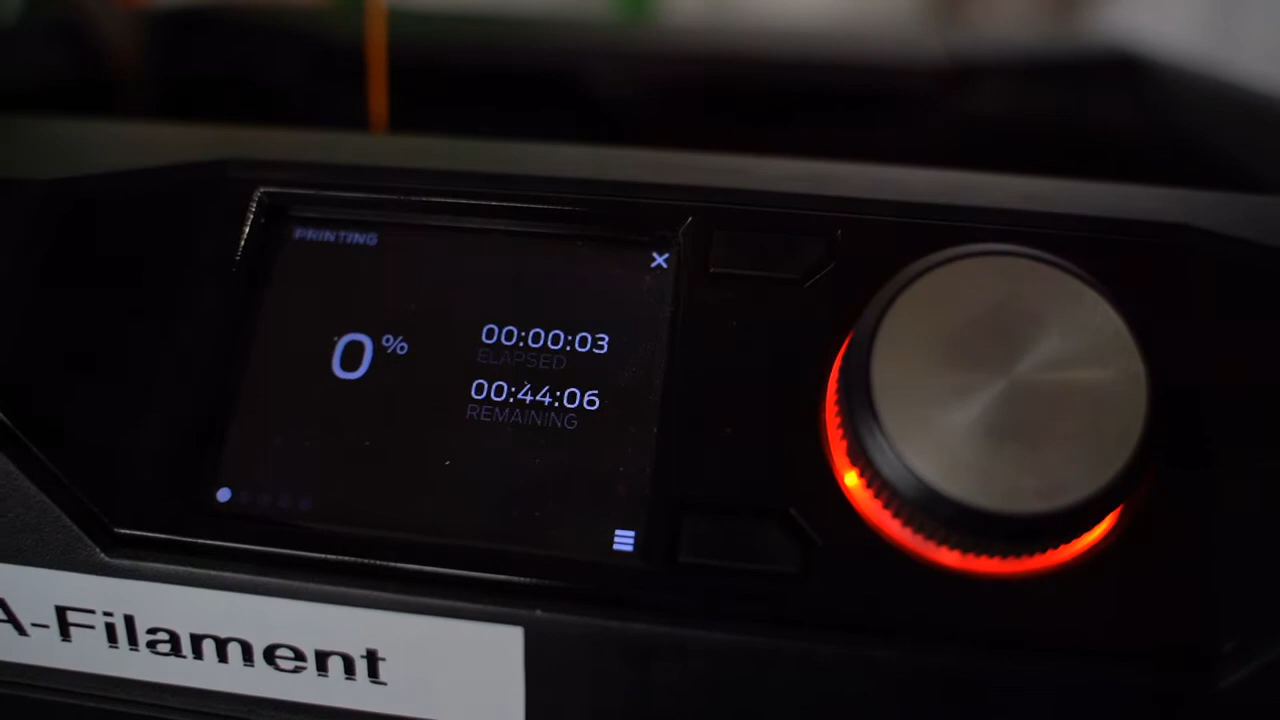 PRINTING
0%
00:00:03
ELAPSED
00:44:06
REMAINING
A-Filament